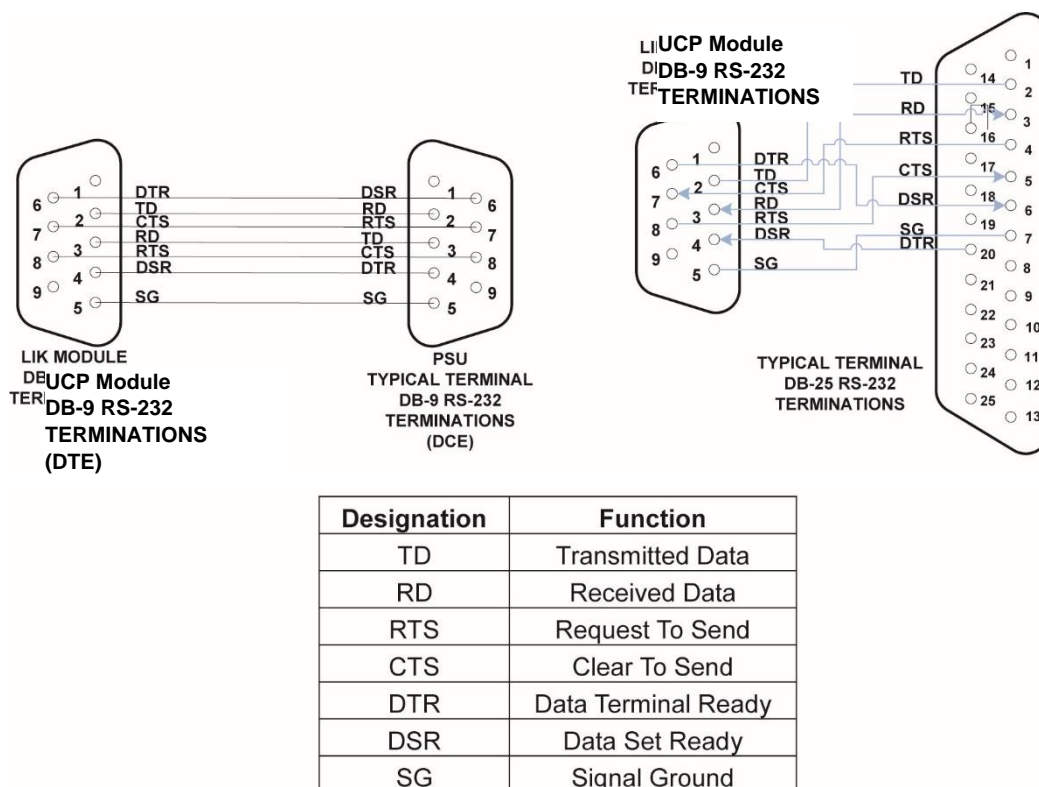 LI
UCP Module
DI
DB-9 RS-232
TER
TERMINATIONS
1
6
2
7
3
8
4
9
5
DTR
TD
CTS
RD
RTS
DSR
SG
DSR
RD
RTS
TD
CTS
DTR
SG
1
6
2
7
3
8
4
9
5
LIK MODULE
DB
UCP Module
TER
DB-9 RS-232
TERMINATIONS
(DTE)
PSU
TYPICAL TERMINAL
DB-9 RS-232
TERMINATIONS
(DCE)
1
6
2
7
3
8
4
9
5
DTR
TD
CTS
RD
RTS
DSR
SG
TD
RD
RTS
CTS
DSR
SG
DTR
1
14
2
15
3
16
4
17
5
18
6
19
7
20
8
21
9
22
10
23
11
24
12
25
13
TYPICAL TERMINAL
DB-25 RS-232
TERMINATIONS
Designation Function
TD Transmitted Data
RD Received Data
RTS Request To Send
CTS Clear To Send
DTR Data Terminal Ready
DSR Data Set Ready
SG Signal Ground